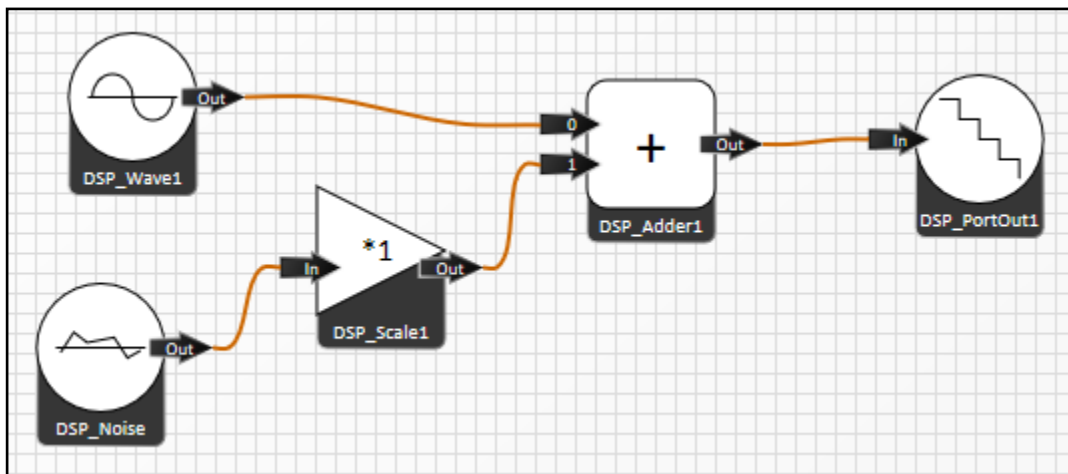 Out
DSP_Wave1
0
1
+
Out
DSP_Adder1
In
DSP_PortOut1
In
*1
Out
DSP_Scale1
Out
DSP_Noise